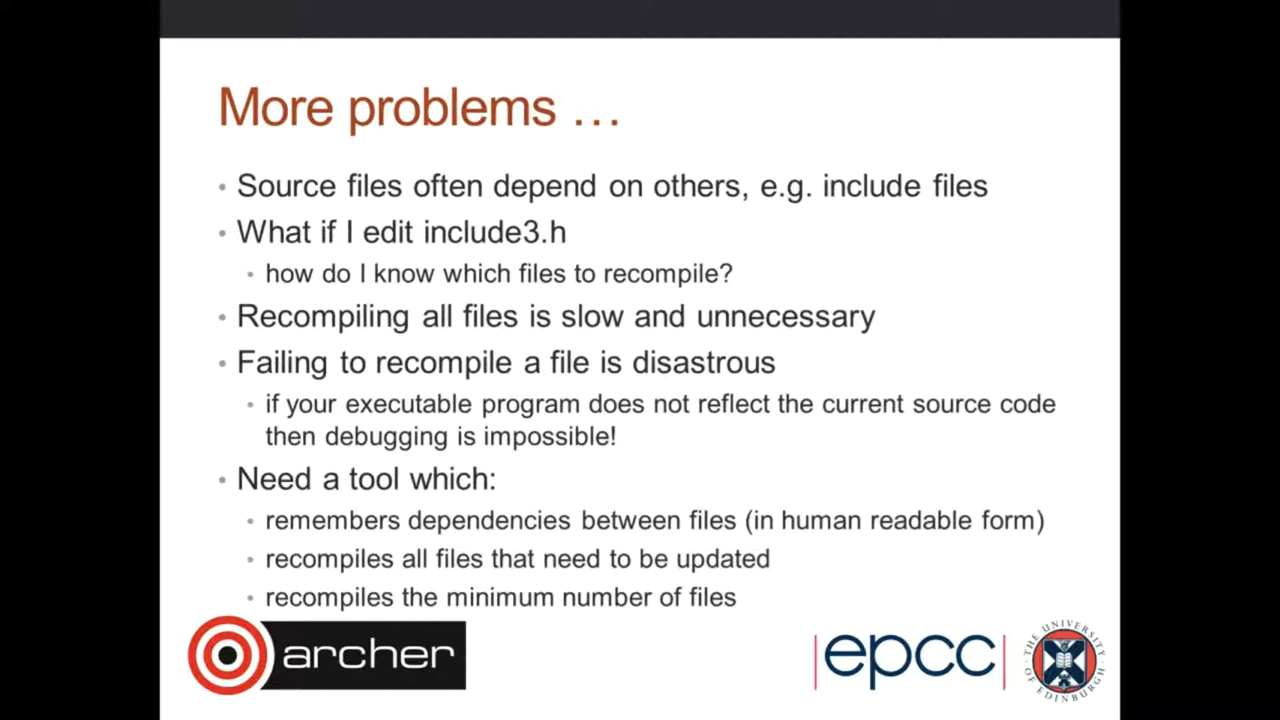 More problems …
• Source files often depend on others, e.g. include files
• What if I edit include3.h
• how do I know which files to recompile?
• Recompiling all files is slow and unnecessary
• Failing to recompile a file is disastrous
• if your executable program does not reflect the current source code
then debugging is impossible!
• Need a tool which:
• remembers dependencies between files (in human readable form)
• recompiles all files that need to be updated
• recompiles the minimum number of files
archer
|epcc|
THE UNIVERSITY OF EDINBURGH